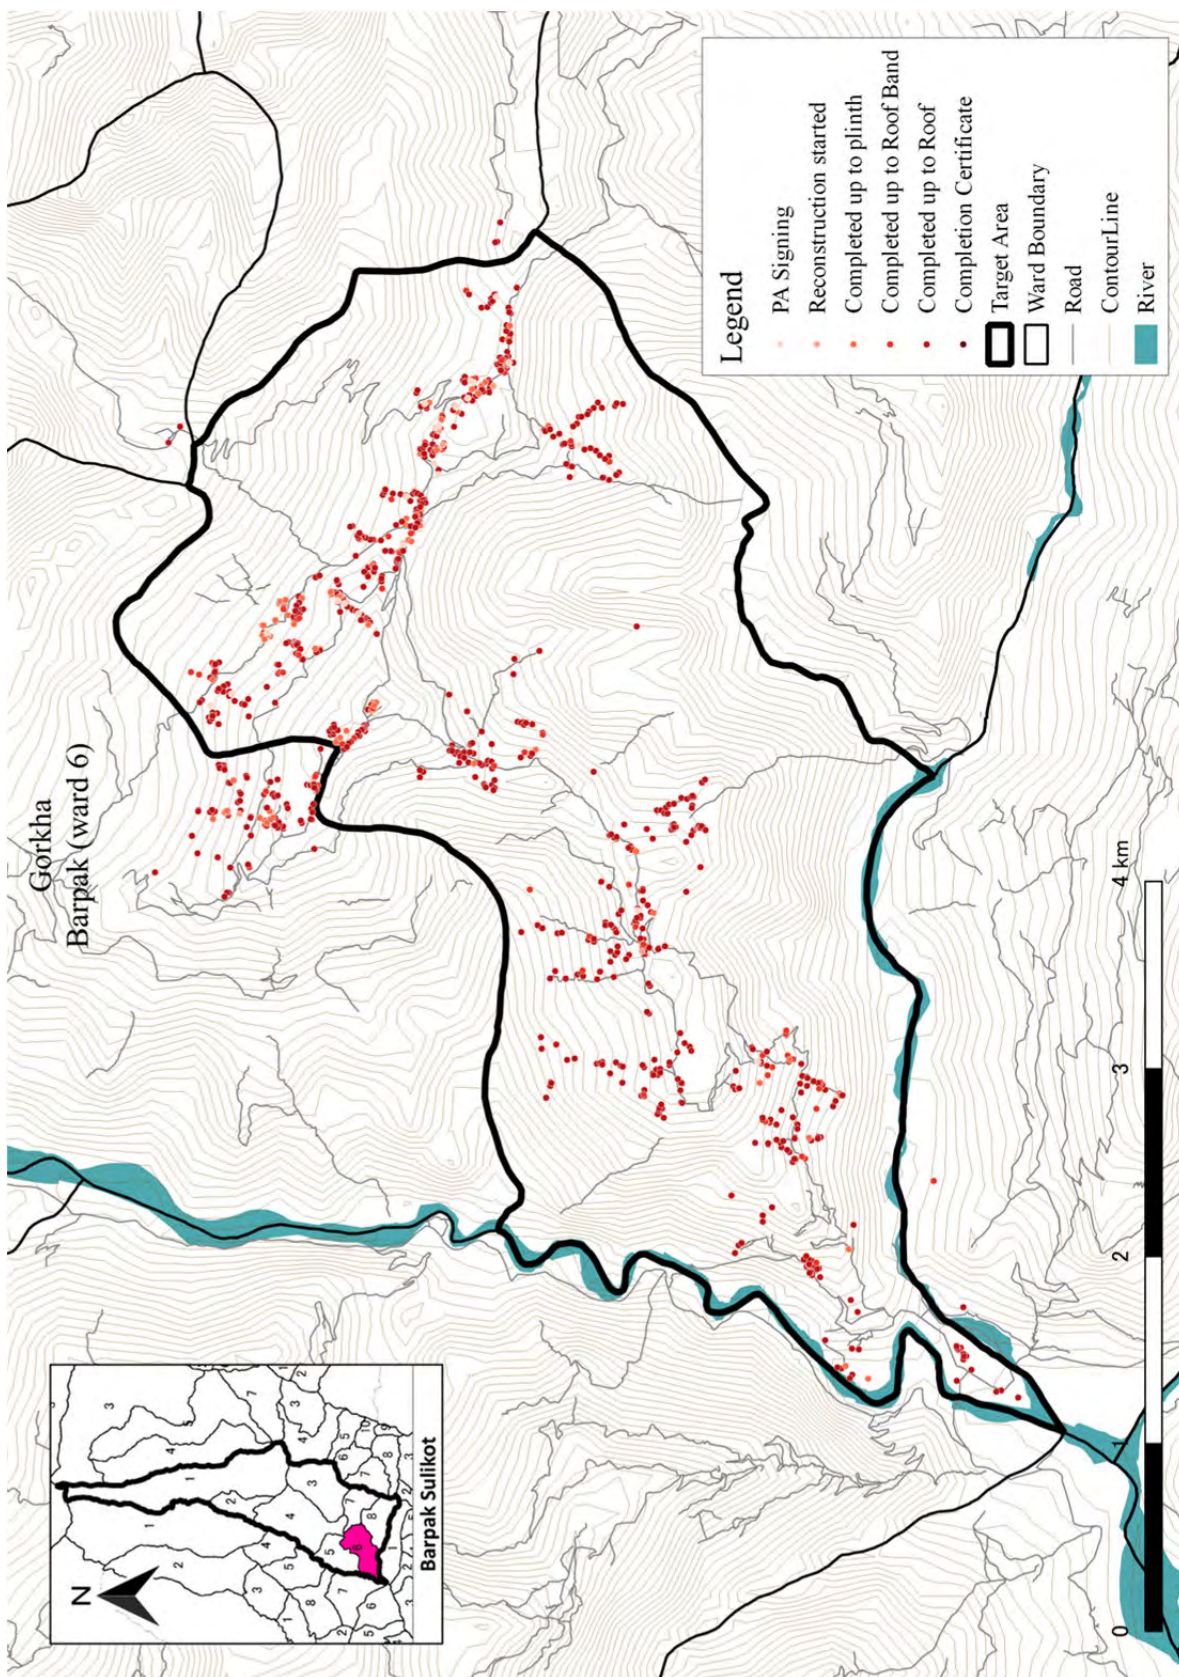 Gorkha
Barpak (ward 6)
Legend
PA Signing
Reconstruction started
Completed up to plinth
Completed up to Roof Band
Completed up to Roof
Completion Certificate
Target Area
Ward Boundary
Road
ContourLine
River
N
Barpak Sulikot
0 1 2 3 4 km